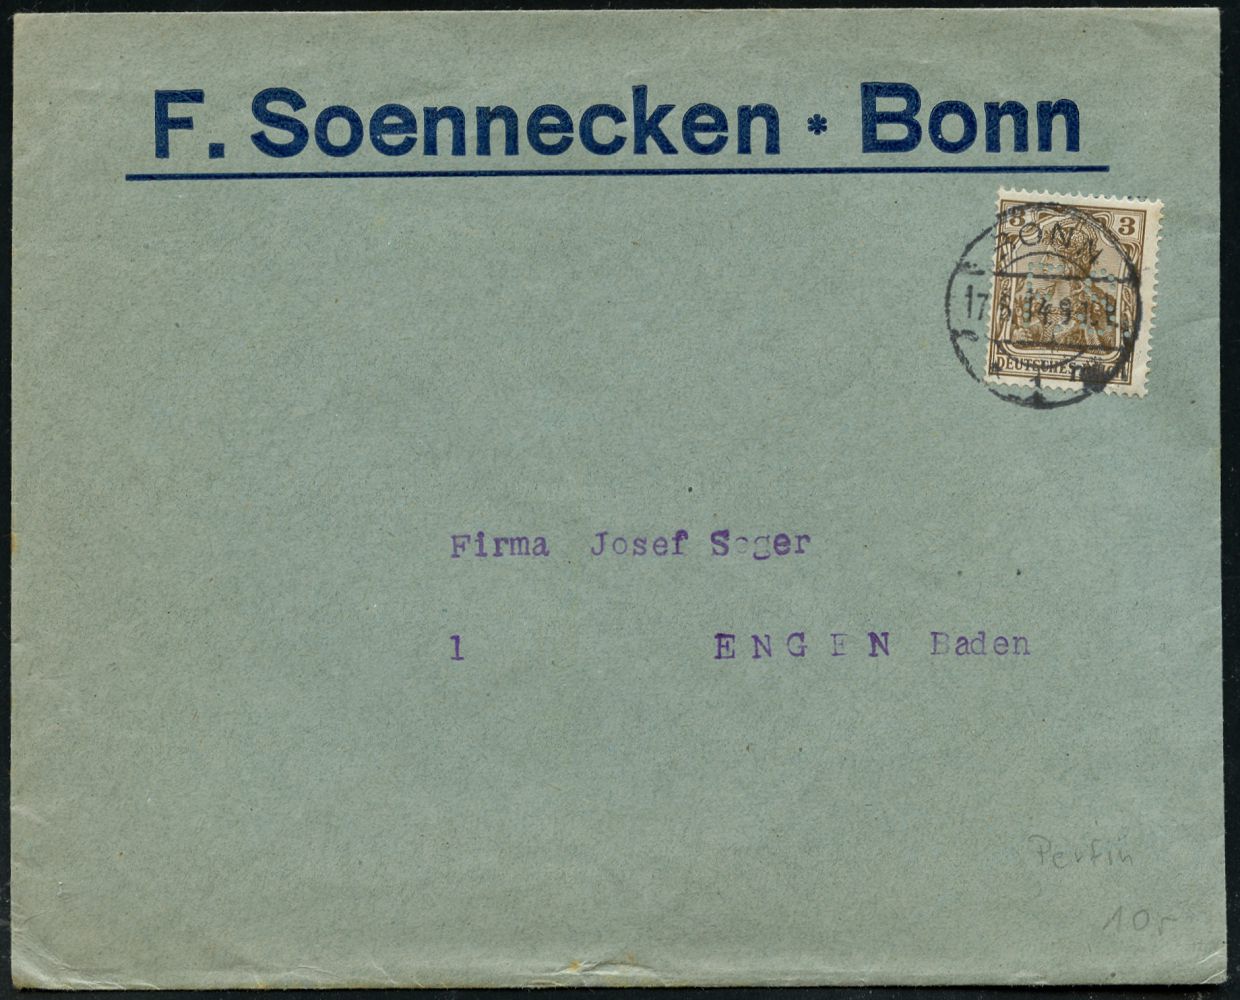 F. Soennecken * Bonn
3 3
BONN
DEUTSCHES REICH
Firma Josef Seger
1 ENGEN Baden
Perfin
10,-